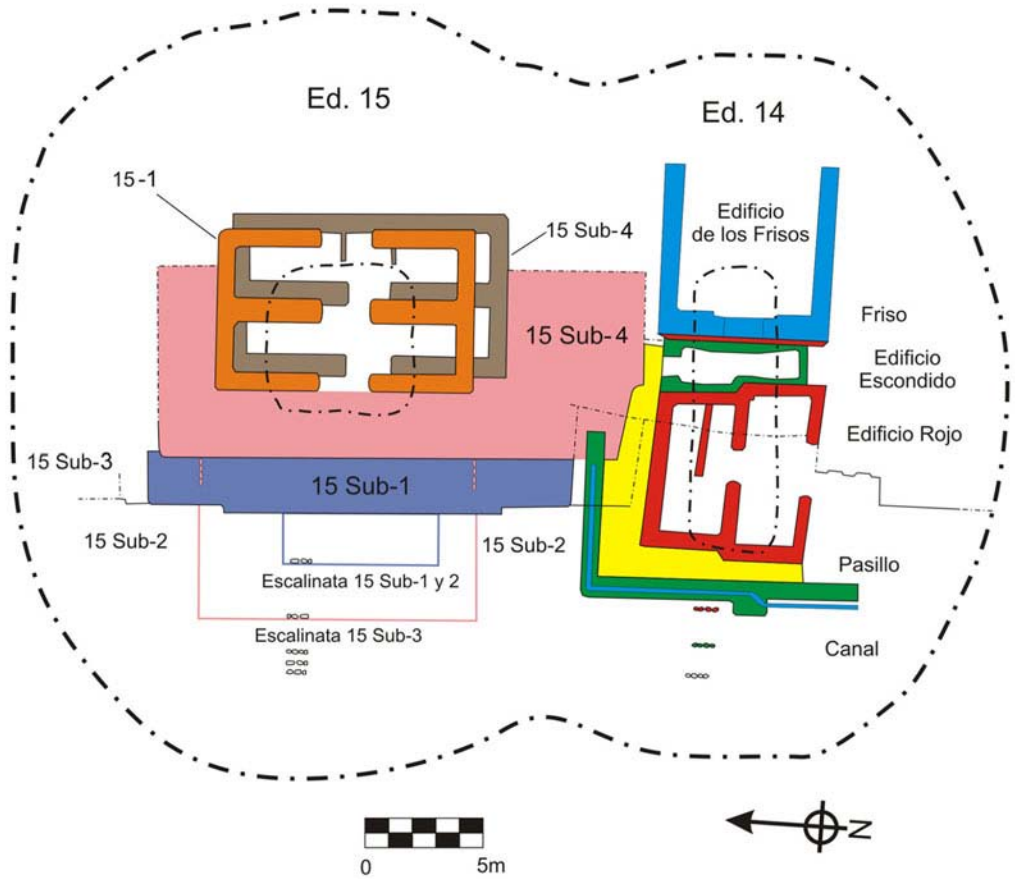 Ed. 15
Ed. 14
15-1
15 Sub-4
Edificio
de los Frisos
15 Sub-4
Friso
Edificio
Escondido
Edificio Rojo
15 Sub-3
15 Sub-1
15 Sub-2
15 Sub-2
Escalinata 15 Sub-1 y 2
Pasillo
Escalinata 15 Sub-3
Canal
N
0
5m